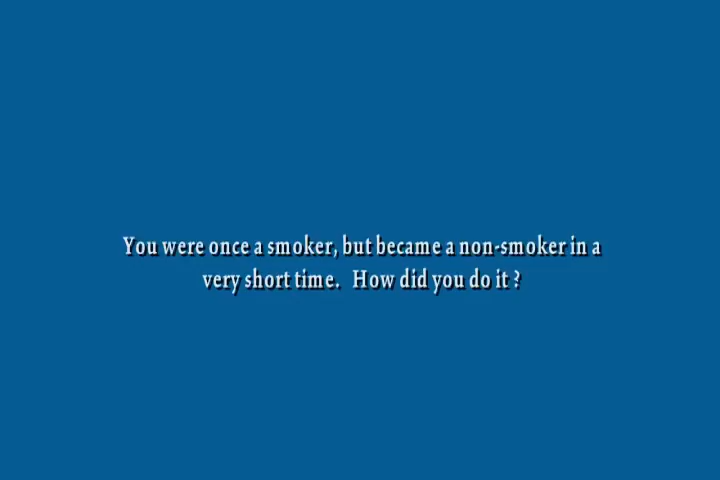 You were once a smoker, but became a non-smoker in a
very short time.   How did you do it ?